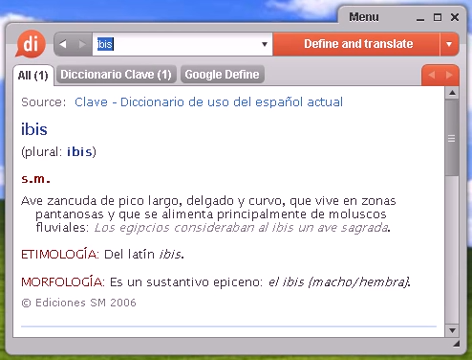 Menu
di
ibis
Define and translate
All (1)
Diccionario Clave (1)
Google Define
Source: Clave - Diccionario de uso del español actual
ibis
(plural: ibis)
s.m.
Ave zancuda de pico largo, delgado y curvo, que vive en zonas
pantanosas y que se alimenta principalmente de moluscos
fluviales: Los egipcios consideraban al ibis un ave sagrada.
ETIMOLOGÍA: Del latín ibis.
MORFOLOGÍA: Es un sustantivo epiceno: el ibis {macho/hembra}.
© Ediciones SM 2006